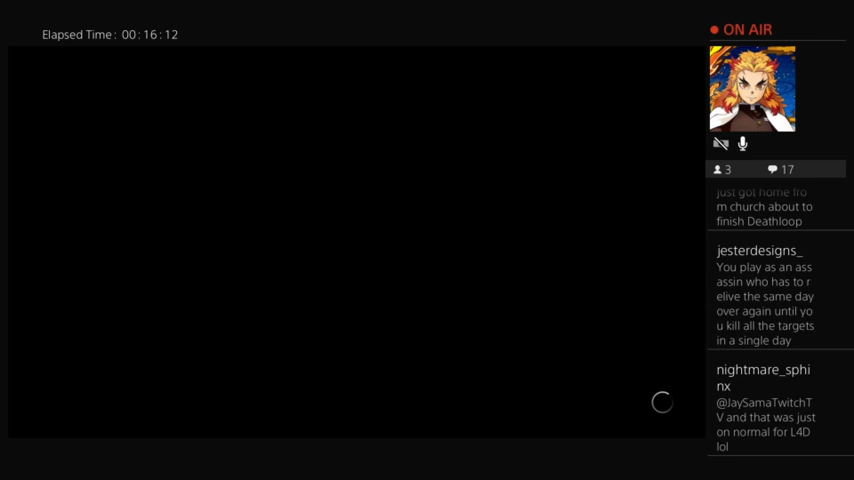 Elapsed Time: 00:16:12
ON AIR
3 17
just got home fro
m church about to
finish Deathloop
jesterdesigns_
You play as an ass
assin who has to r
elive the same day
over again until yo
u kill all the targets
in a single day
nightmare_sphi
nx
@JaySamaTwitchT
V and that was just
on normal for L4D
lol